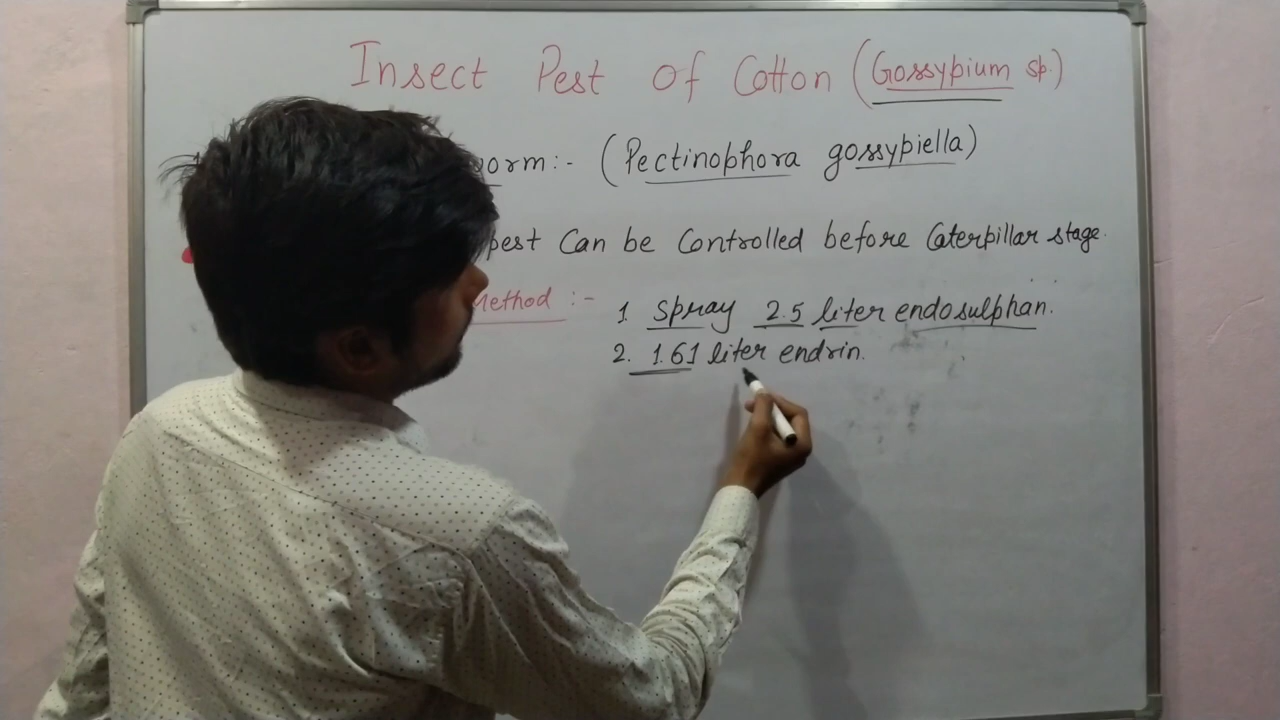 Insect Pest Of Cotton (Gossypium sp.)
orm:- (Pectinophora gossypiella)
pest Can be Controlled before Caterpillar stage.
Method :-
1. Spray 2.5 liter endosulphan.
2. 1.61 liter endrin.